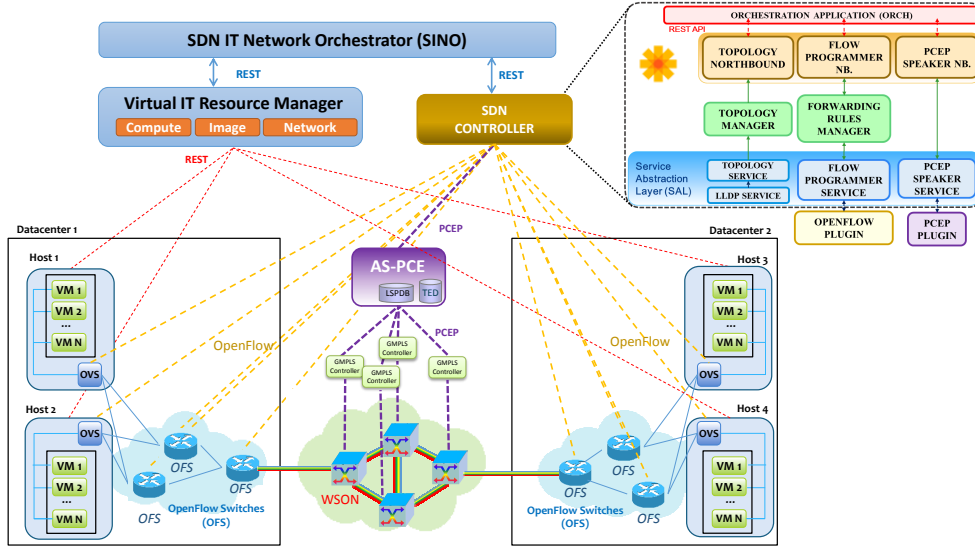 SDN IT Network Orchestrator (SINO)
REST
REST
Virtual IT Resource Manager
Compute
Image
Network
SDN
CONTROLLER
REST
ORCHESTRATION APPLICATION (ORCH)
REST API
TOPOLOGY
NORTHBOUND
FLOW
PROGRAMMER
NB.
PCEP
SPEAKER NB.
TOPOLOGY
MANAGER
FORWARDING
RULES
MANAGER
Service
Abstraction
Layer (SAL)
TOPOLOGY
SERVICE
LLDP SERVICE
FLOW
PROGRAMMER
SERVICE
PCEP
SPEAKER
SERVICE
OPENFLOW
PLUGIN
PCEP
PLUGIN
Datacenter 1
Host 1
VM 1
VM 2
...
VM N
OVS
Host 2
OVS
VM 1
VM 2
...
VM N
OpenFlow
OFS
OFS
OFS
OpenFlow Switches
(OFS)
PCEP
AS-PCE
LSPDB
TED
PCEP
GMPLS
Controller
GMPLS
Controller
GMPLS
Controller
GMPLS
Controller
WSON
Datacenter 2
Host 3
VM 1
VM 2
...
VM N
OVS
Host 4
OVS
VM 1
VM 2
...
VM N
OpenFlow
OFS
OFS
OFS
OpenFlow Switches
(OFS)